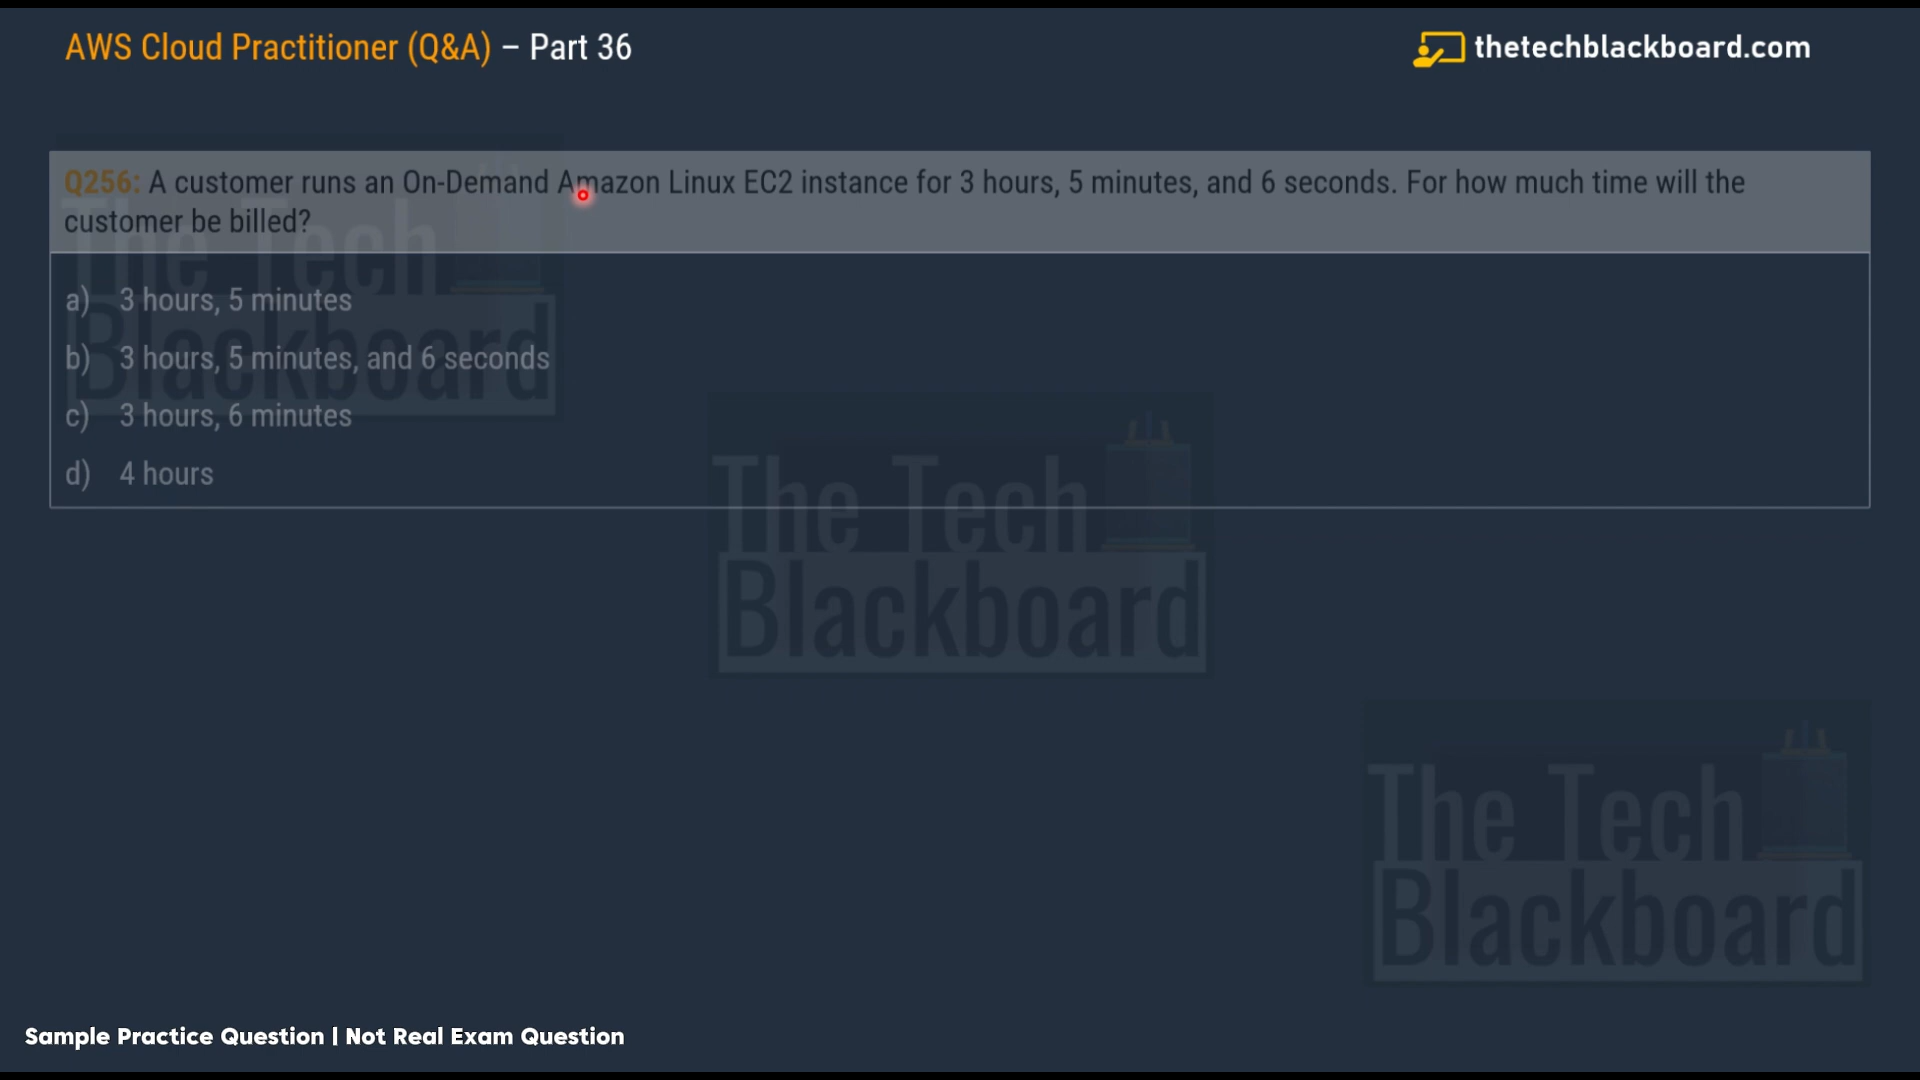 AWS Cloud Practitioner (Q&A) – Part 36
thetechblackboard.com
Q256: A customer runs an On-Demand Amazon Linux EC2 instance for 3 hours, 5 minutes, and 6 seconds. For how much time will the
customer be billed?
a) 3 hours, 5 minutes
b) 3 hours, 5 minutes, and 6 seconds
c) 3 hours, 6 minutes
d) 4 hours
The Tech
Blackboard
The Tech
Blackboard
The Tech
Blackboard
Sample Practice Question | Not Real Exam Question